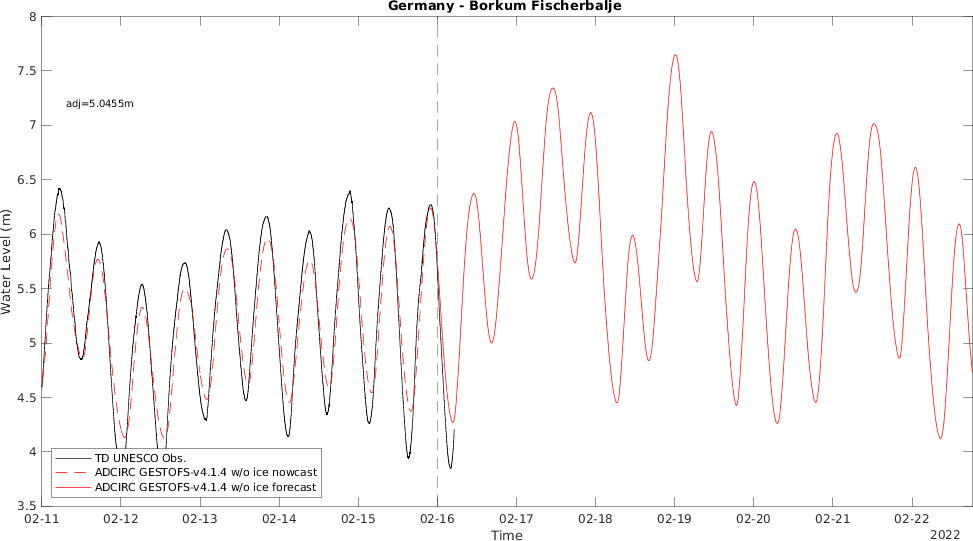 Germany - Borkum Fischerbalje
8
7.5
7
6.5
6
5.5
5
4.5
4
3.5
Water Level (m)
adj=5.0455m
TD UNESCO Obs.
ADCIRC GESTOFS-v4.1.4 w/o ice nowcast
ADCIRC GESTOFS-v4.1.4 w/o ice forecast
02-11 02-12 02-13 02-14 02-15 02-16 02-17 02-18 02-19 02-20 02-21 02-22
Time
2022